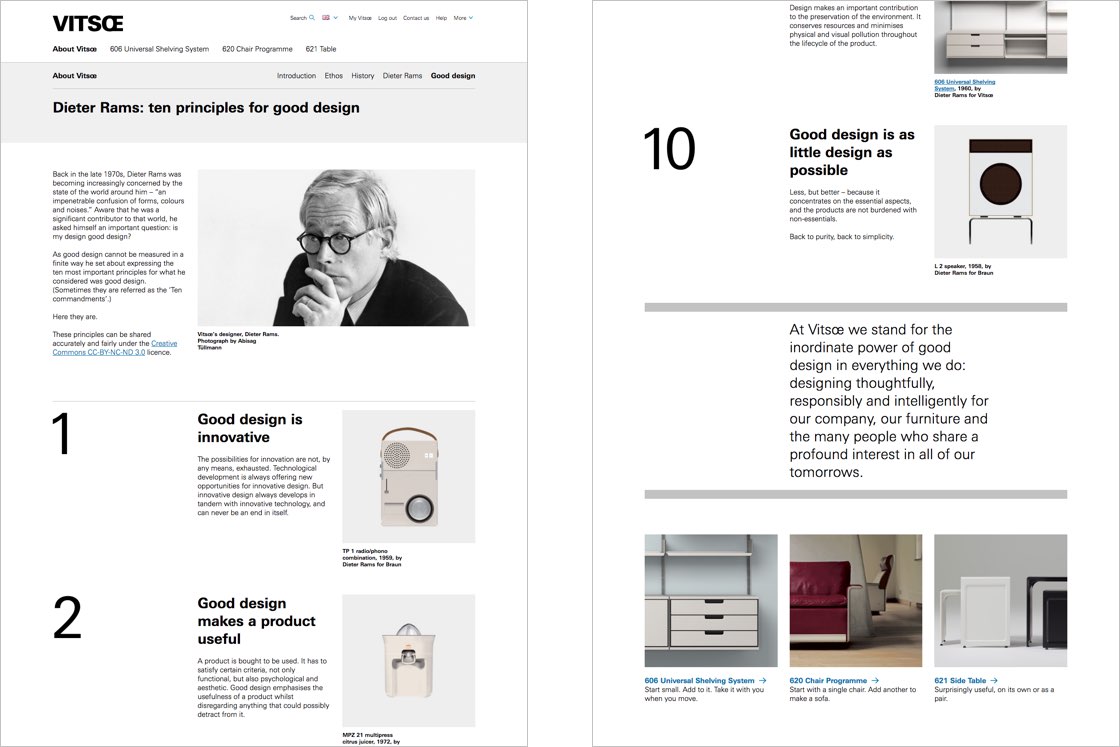 VITSŒ
Search
My Vitsœ
Log out
Contact us
Help
More
About Vitsœ
606 Universal Shelving System
620 Chair Programme
621 Table
About Vitsœ
Introduction
Ethos
History
Dieter Rams
Good design
Dieter Rams: ten principles for good design
Back in the late 1970s, Dieter Rams was
becoming increasingly concerned by the
state of the world around him – “an
impenetrable confusion of forms, colours
and noises.” Aware that he was a
significant contributor to that world, he
asked himself an important question: is
my design good design?
As good design cannot be measured in a
finite way he set about expressing the
ten most important principles for what he
considered was good design.
(Sometimes they are referred as the ‘Ten
commandments’.)
Here they are.
These principles can be shared
accurately and fairly under the Creative
Commons CC-BY-NC-ND 3.0 licence.
Vitsœ’s designer, Dieter Rams.
Photograph by Abisag
Tüllmann
1
Good design is
innovative
The possibilities for innovation are not, by
any means, exhausted. Technological
development is always offering new
opportunities for innovative design. But
innovative design always develops in
tandem with innovative technology, and
can never be an end in itself.
TP 1 radio/phono
combination, 1959, by
Dieter Rams for Braun
2
Good design
makes a product
useful
A product is bought to be used. It has to
satisfy certain criteria, not only
functional, but also psychological and
aesthetic. Good design emphasises the
usefulness of a product whilst
disregarding anything that could possibly
detract from it.
MPZ 21 multipress
citrus juicer, 1972, by
Design makes an important contribution
to the preservation of the environment. It
conserves resources and minimises
physical and visual pollution throughout
the lifecycle of the product.
606 Universal Shelving
System, 1960, by
Dieter Rams for Vitsœ
10
Good design is as
little design as
possible
Less, but better – because it
concentrates on the essential aspects,
and the products are not burdened with
non-essentials.
Back to purity, back to simplicity.
L 2 speaker, 1958, by
Dieter Rams for Braun
At Vitsœ we stand for the
inordinate power of good
design in everything we do:
designing thoughtfully,
responsibly and intelligently for
our company, our furniture and
the many people who share a
profound interest in all of our
tomorrows.
606 Universal Shelving System →
Start small. Add to it. Take it with you
when you move.
620 Chair Programme →
Start with a single chair. Add another to
make a sofa.
621 Side Table →
Surprisingly useful, on its own or as a
pair.